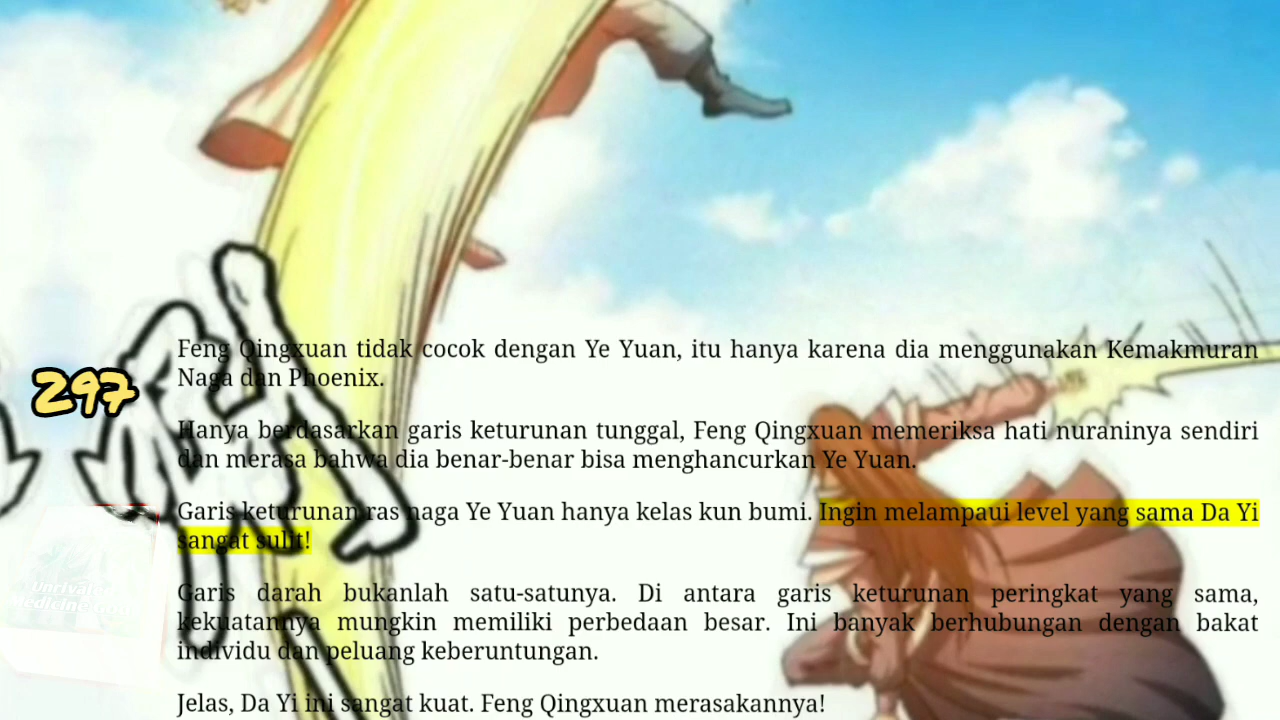 Feng Qingxuan tidak cocok dengan Ye Yuan, itu hanya karena dia menggunakan Kemakmuran
Naga dan Phoenix.
297
Hanya berdasarkan garis keturunan tunggal, Feng Qingxuan memeriksa hati nuraninya sendiri
dan merasa bahwa dia benar-benar bisa menghancurkan Ye Yuan.
Garis keturunan ras naga Ye Yuan hanya kelas kun bumi. Ingin melampaui level yang sama Da Yi
sangat sulit!
Garis darah bukanlah satu-satunya. Di antara garis keturunan peringkat yang sama,
kekuatannya mungkin memiliki perbedaan besar. Ini banyak berhubungan dengan bakat
individu dan peluang keberuntungan.
Jelas, Da Yi ini sangat kuat. Feng Qingxuan merasakannya!